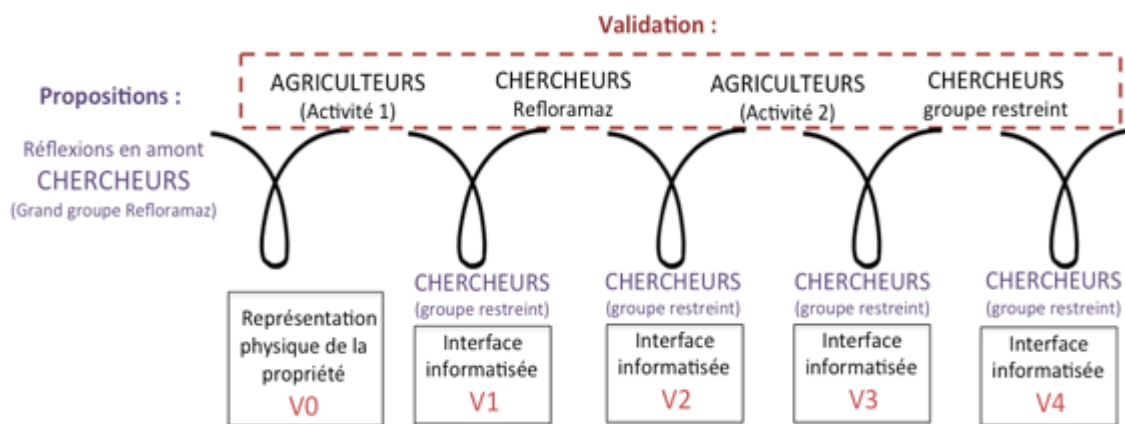 Validation :
AGRICULTEURS
(Activité 1)
CHERCHEURS
Refloramaz
AGRICULTEURS
(Activité 2)
CHERCHEURS
groupe restreint
Propositions :
Réflexions en amont
CHERCHEURS
(Grand groupe Refloramaz)
Représentation
physique de la
propriété
V0
CHERCHEURS
(groupe restreint)
Interface
informatisée
V1
CHERCHEURS
(groupe restreint)
Interface
informatisée
V2
CHERCHEURS
(groupe restreint)
Interface
informatisée
V3
CHERCHEURS
(groupe restreint)
Interface
informatisée
V4